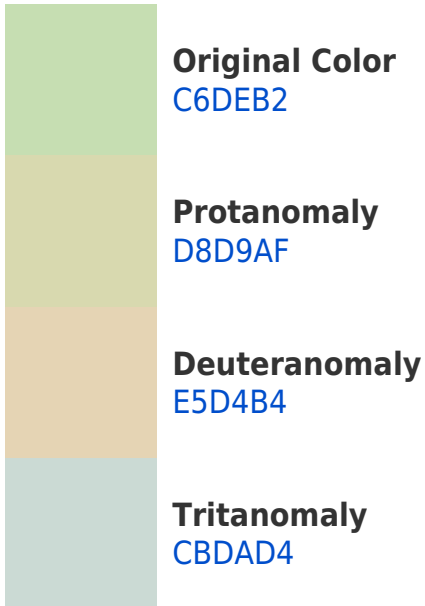 Original Color
C6DEB2
Protanomaly
D8D9AF
Deuteranomaly
E5D4B4
Tritanomaly
CBDAD4